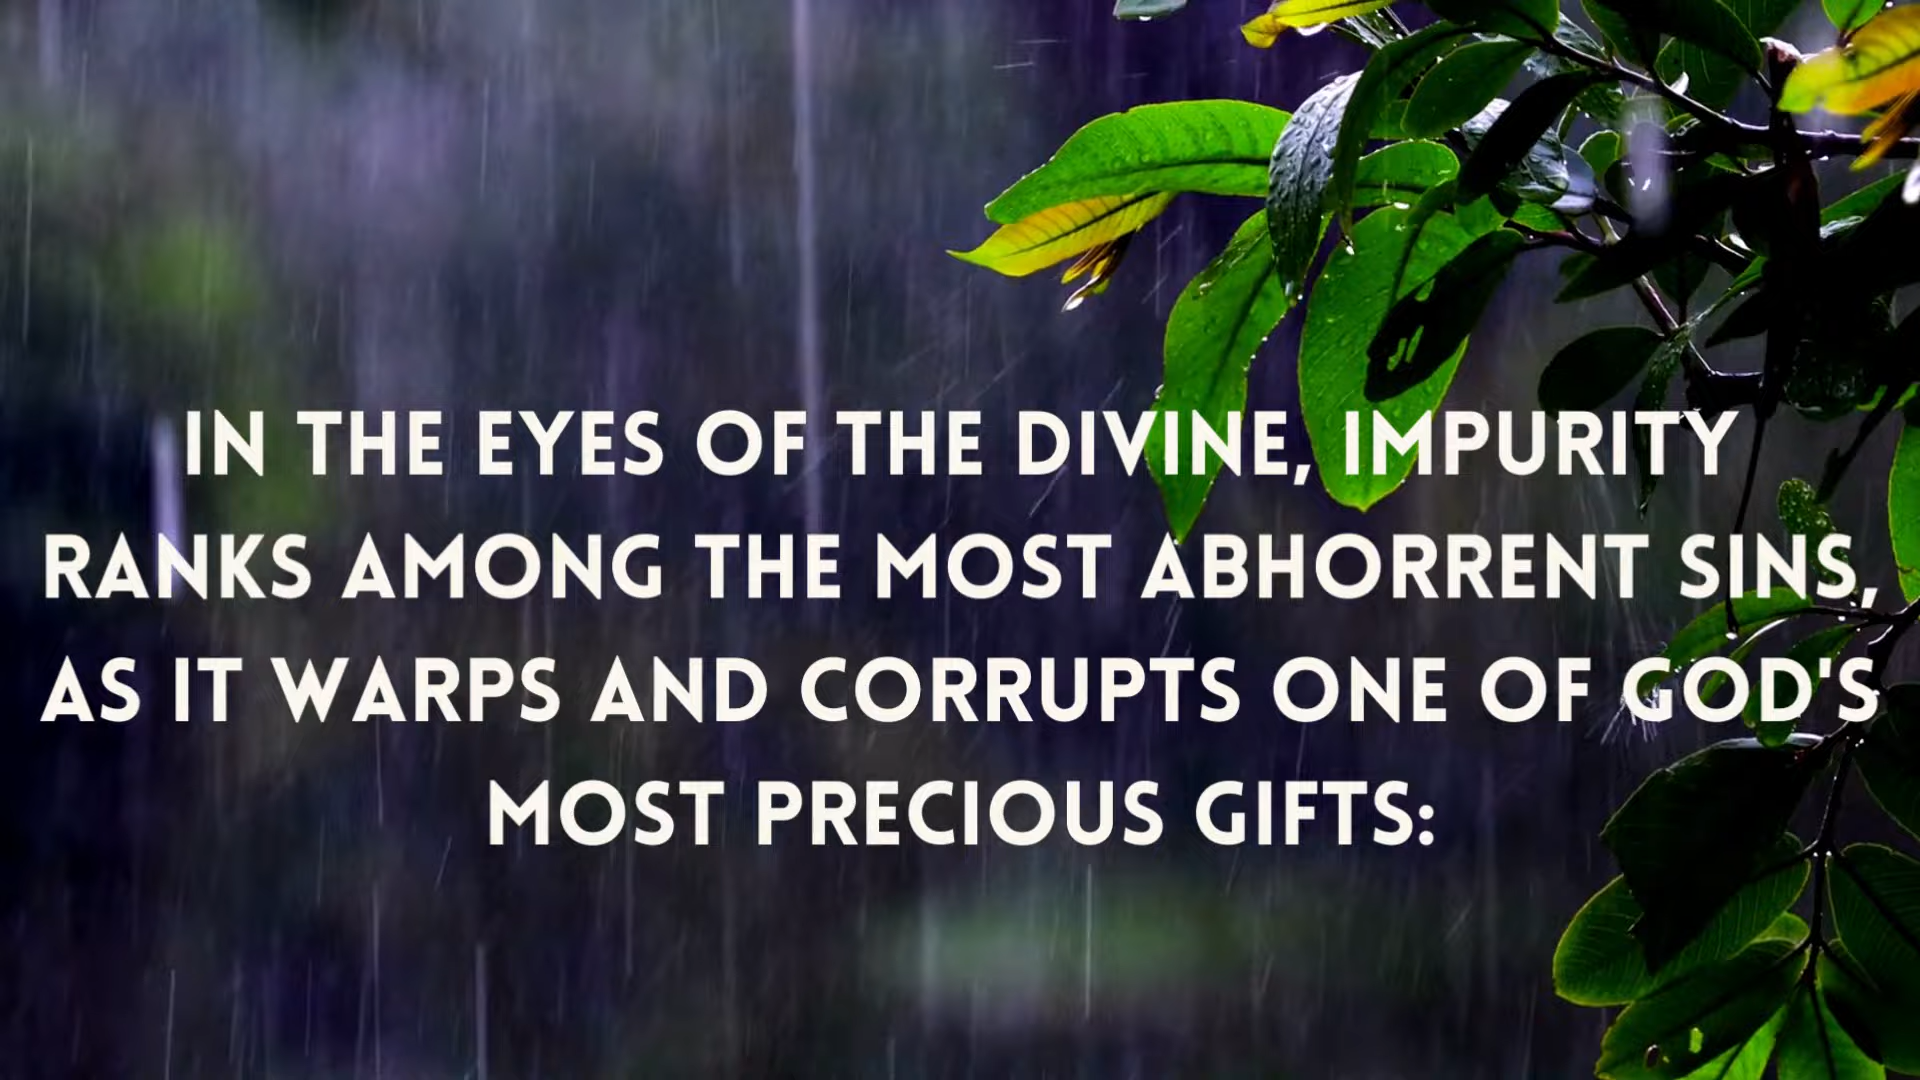 IN THE EYES OF THE DIVINE, IMPURITY
RANKS AMONG THE MOST ABHORRENT SINS,
AS IT WARPS AND CORRUPTS ONE OF GOD'S
MOST PRECIOUS GIFTS: